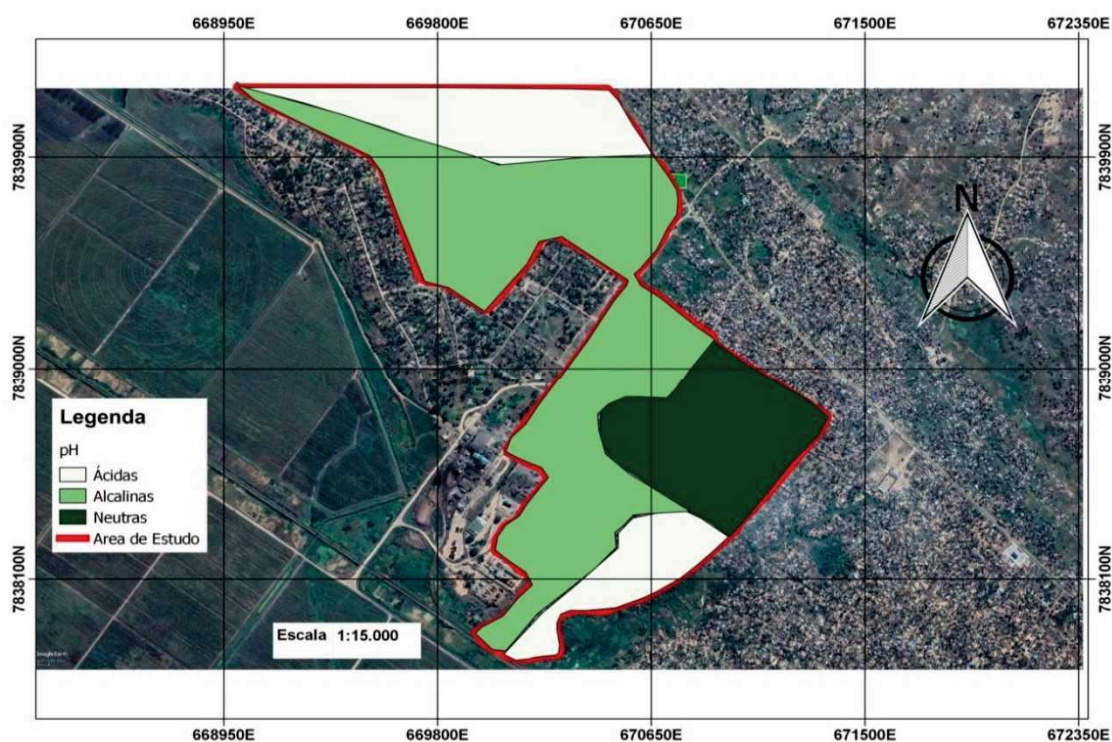 668950E 669800E 670650E 671500E 672350E
7839900N 7839900N
N
7839000N 7839000N
Legenda
pH
Ácidas
Alcalinas
Neutras
Area de Estudo
7838100N 7838100N
Escala 1:15.000
668950E 669800E 670650E 671500E 672350E